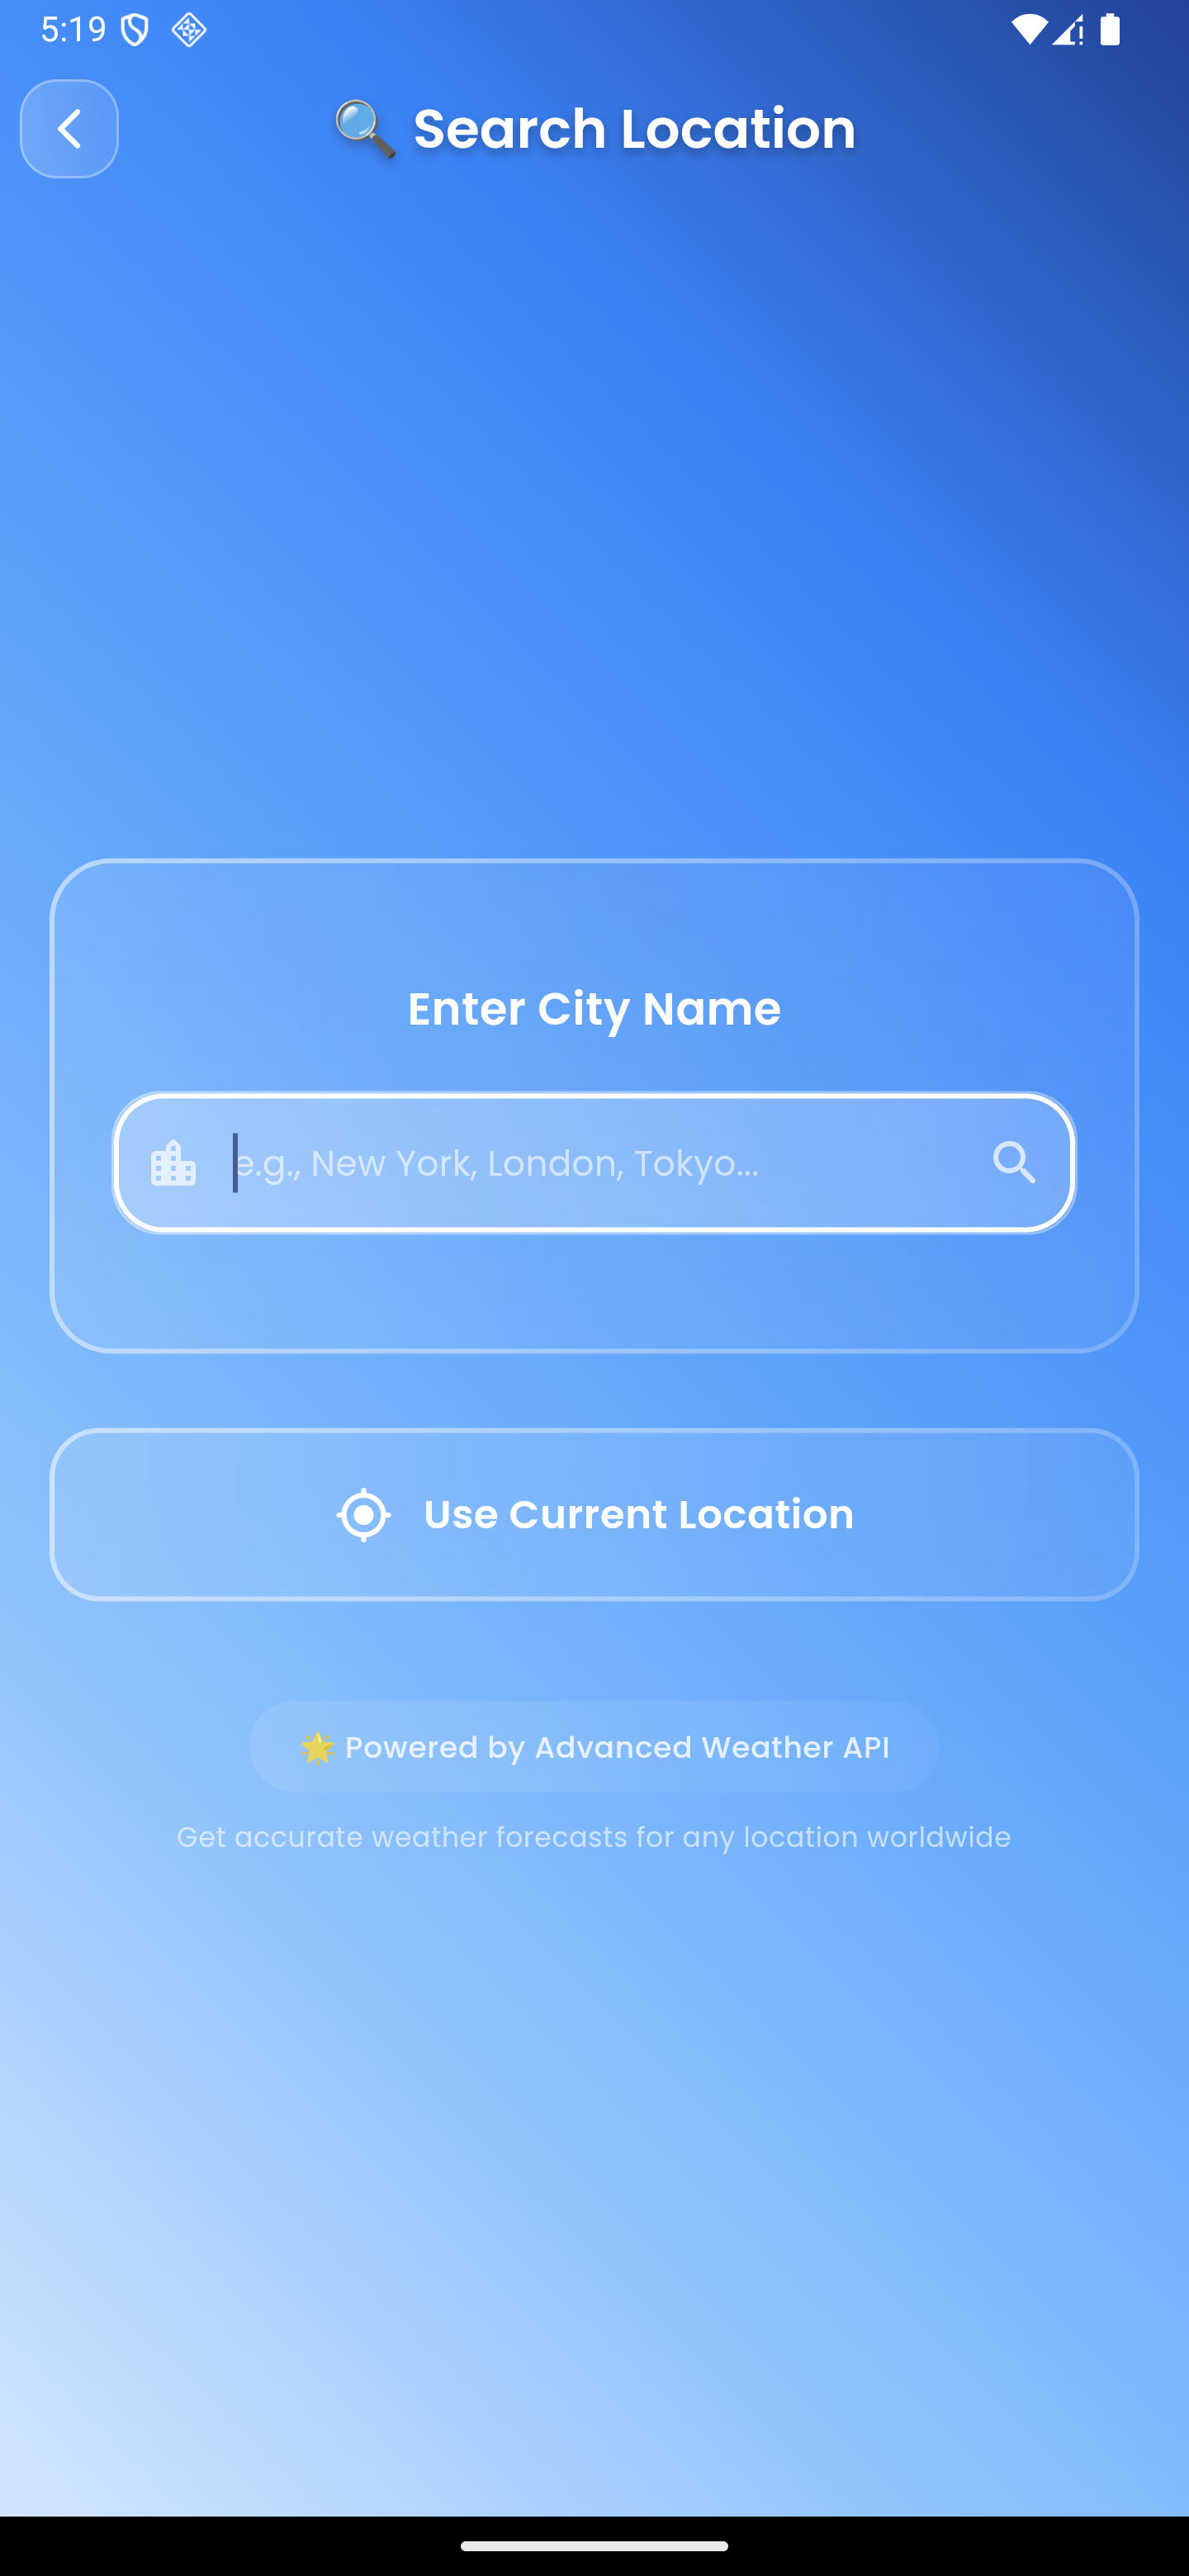 5:19
🔍 Search Location
Enter City Name
e.g., New York, London, Tokyo...
Use Current Location
🌟 Powered by Advanced Weather API
Get accurate weather forecasts for any location worldwide